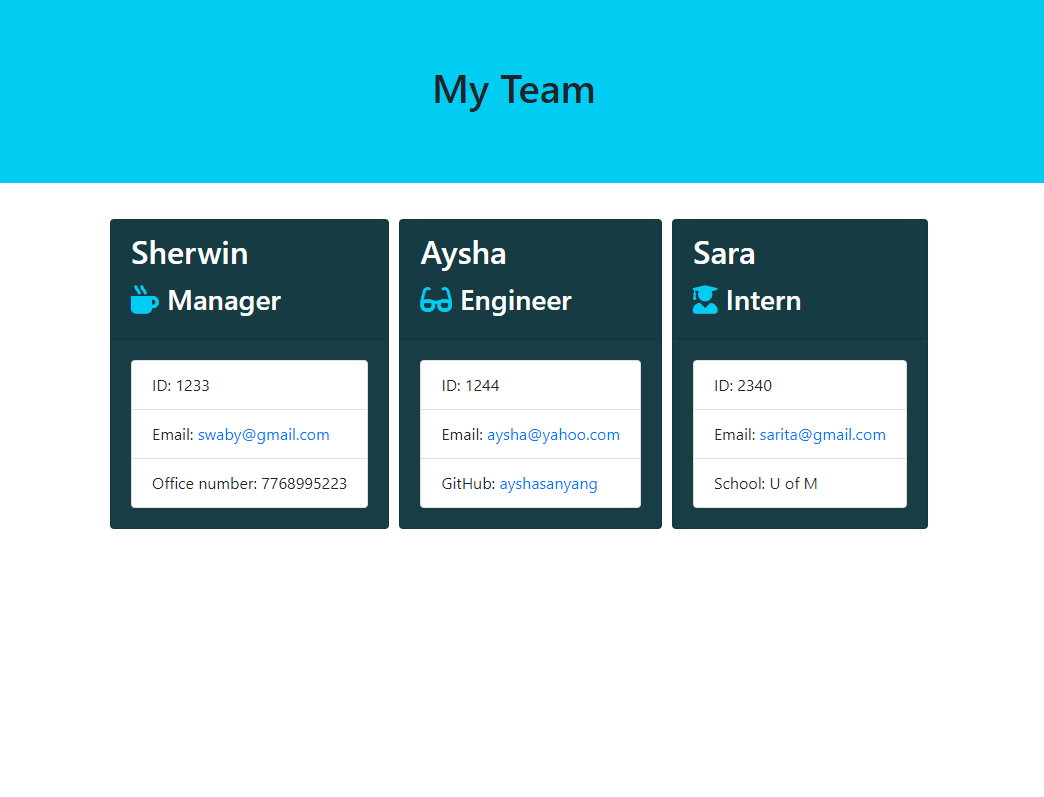 My Team
Sherwin
Manager
ID: 1233
Email: swaby@gmail.com
Office number: 7768995223
Aysha
Engineer
ID: 1244
Email: aysha@yahoo.com
GitHub: ayshasanyang
Sara
Intern
ID: 2340
Email: sarita@gmail.com
School: U of M